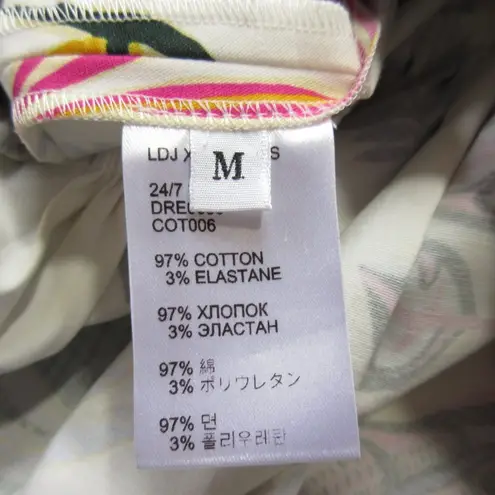 LDJ X S
M
24/7
COT006
97% COTTON
3% ELASTANE
97% ХЛОПОК
3% ЭЛАСТАН
97% 綿
3% ポリウレタン
97% 면
3% 폴리우레탄